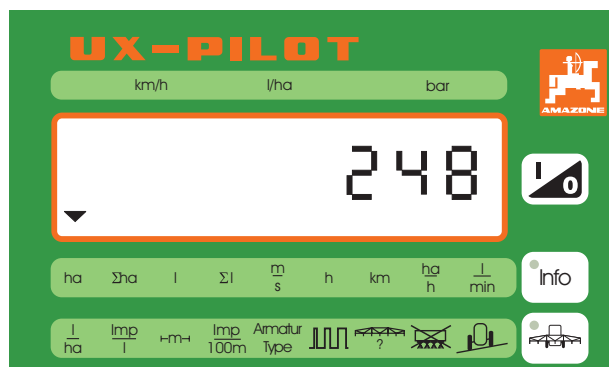 UX-PILOT
km/h l/ha bar
AMAZONE
248
I 0
ha Σha l Σl m/s h km ha/h l/min Info
l/ha Imp/l m Imp/100m Armatur Type ?